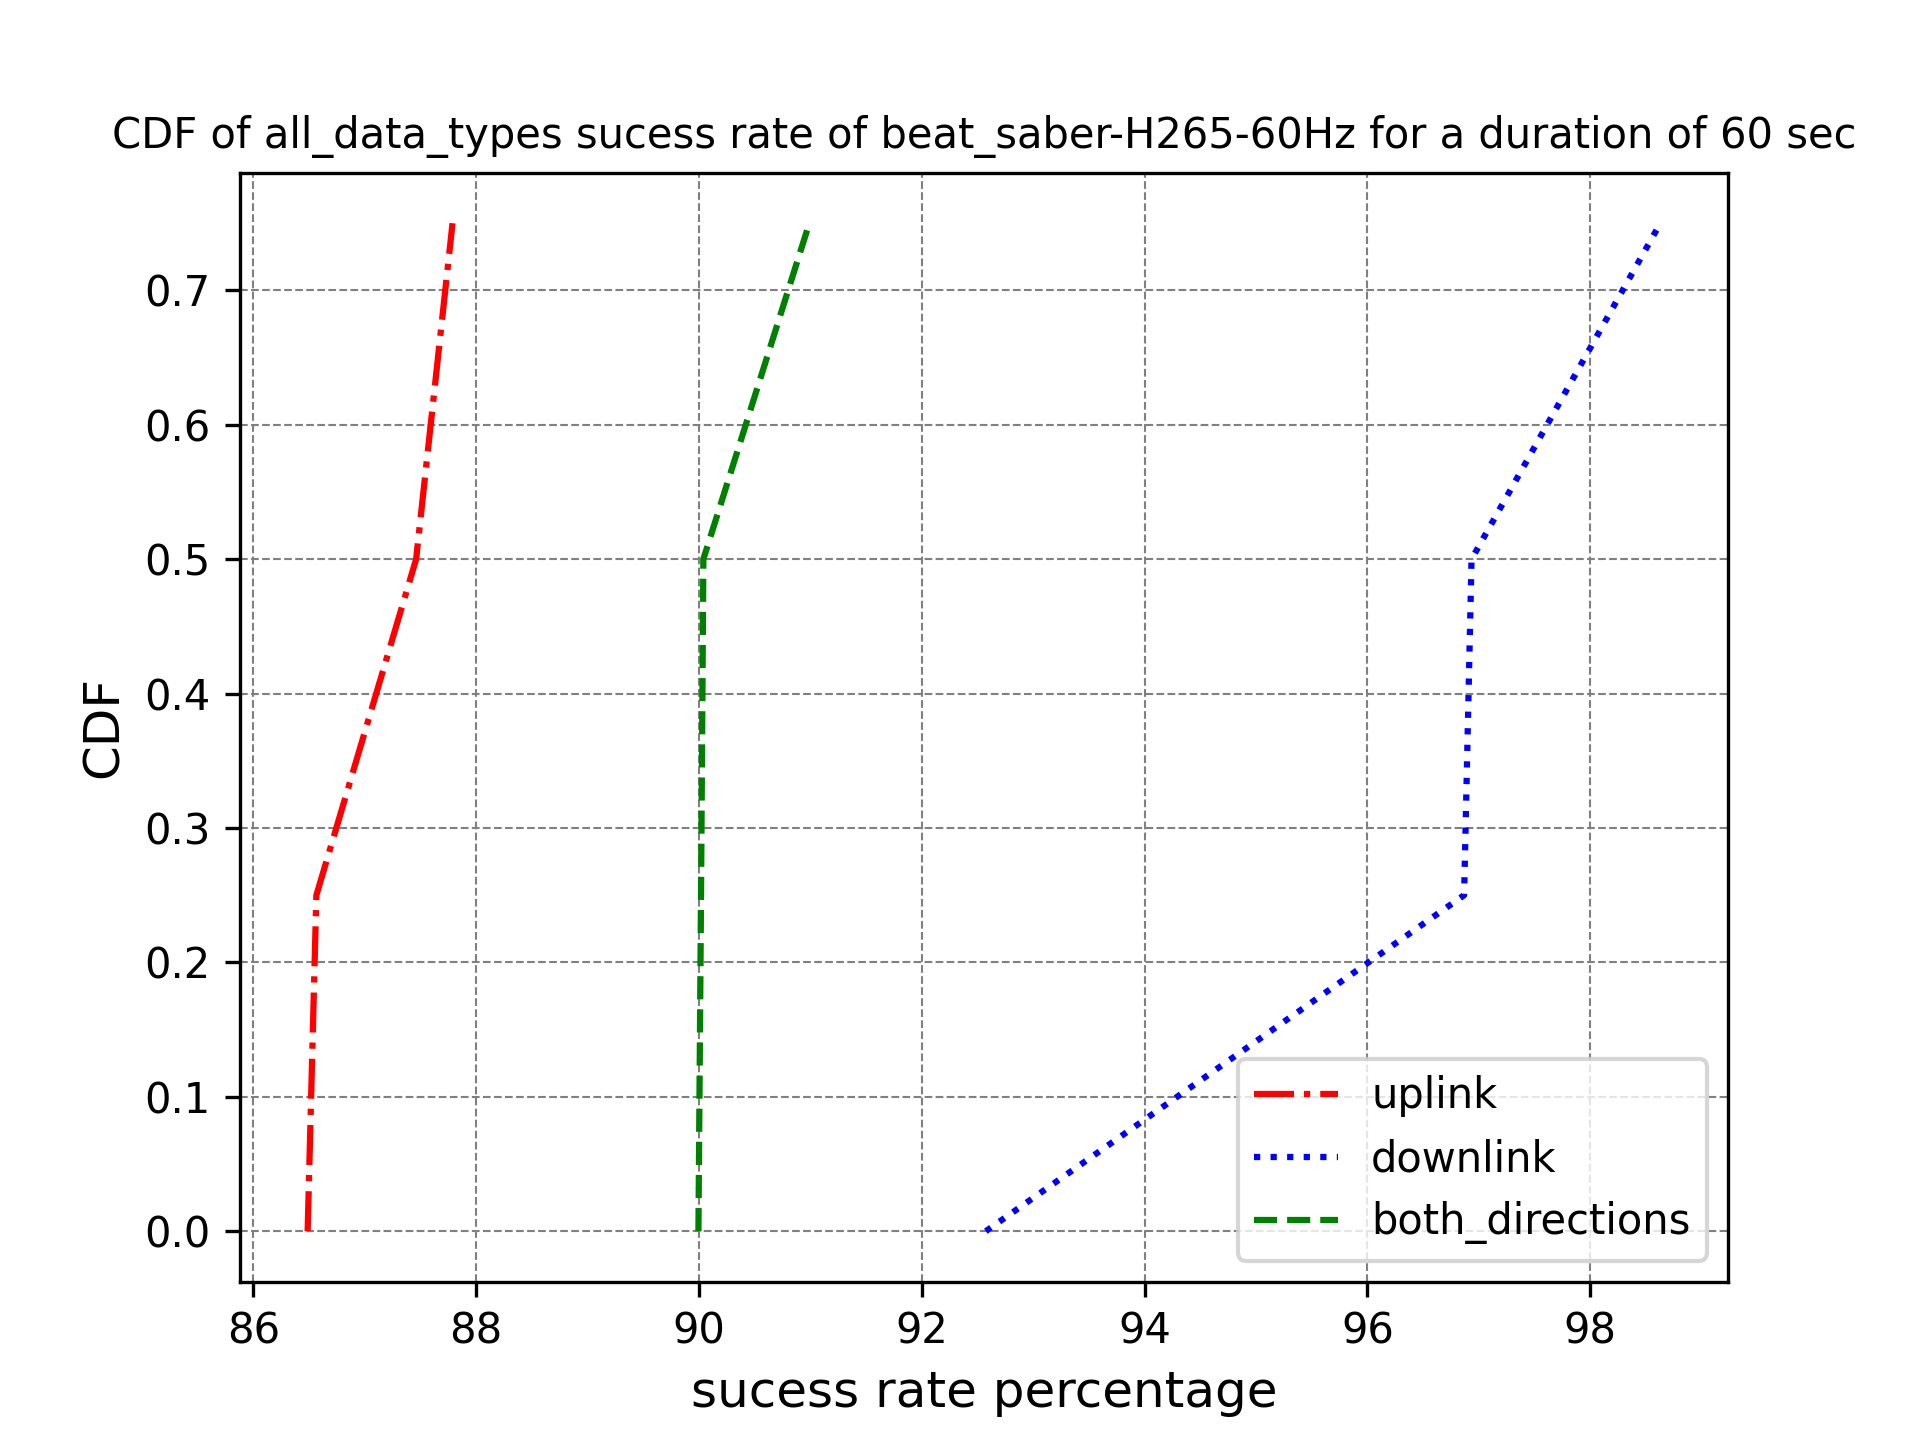 CDF of all_data_types sucess rate of beat_saber-H265-60Hz for a duration of 60 sec
0.7
0.6
0.5
0.4
0.3
0.2
0.1
0.0
CDF
uplink
downlink
both_directions
86 88 90 92 94 96 98
sucess rate percentage